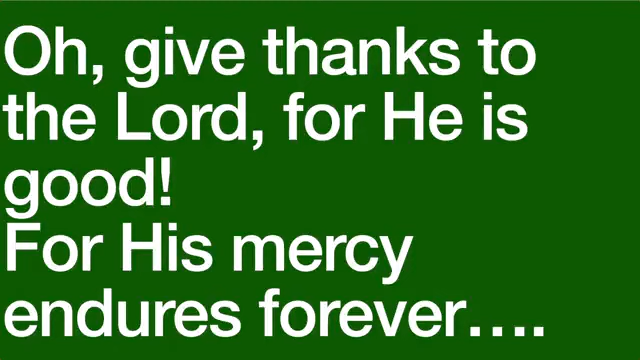 Oh, give thanks to
the Lord, for He is
good!
For His mercy
endures forever….